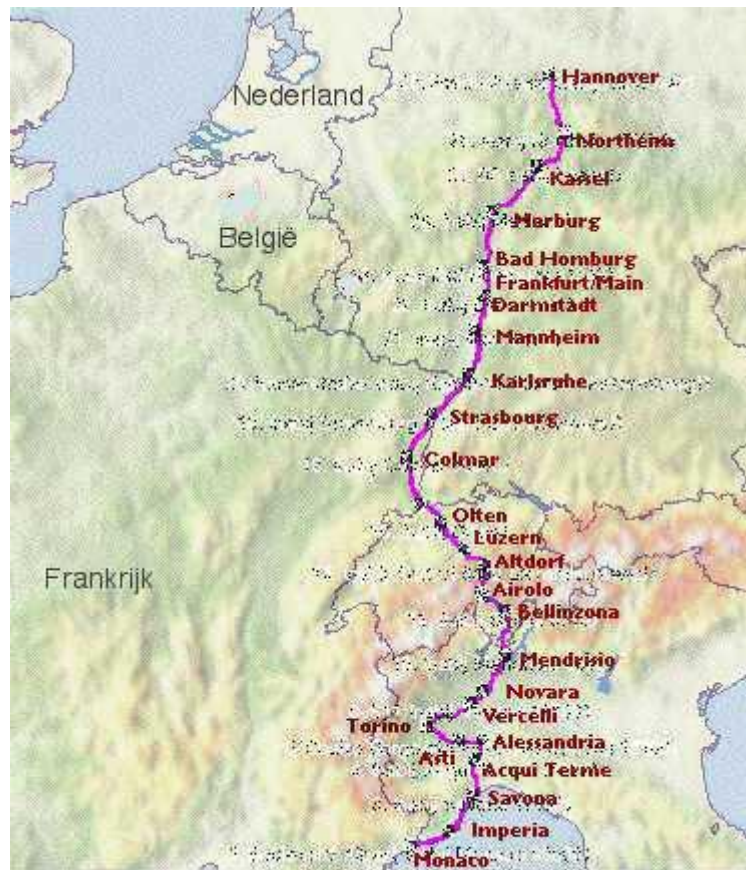 Hannover
Nederland
Northeim
Kassel
Marburg
België
Bad Homburg
Frankfurt/Main
Darmstadt
Mannheim
Karlsruhe
Strasbourg
Colmar
Olten
Lüzern
Altdorf
Frankrijk
Airolo
Bellinzona
Mendrisio
Novara
Vercelli
Torino
Alessandria
Asti
Acqui Terme
Savona
Imperia
Monaco